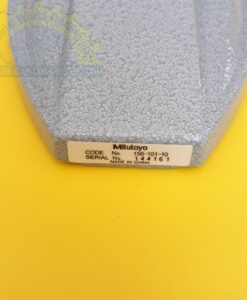 Mitutoyo
CODE No. 156-101-10
SERIAL No. 144161
MADE IN CHINA